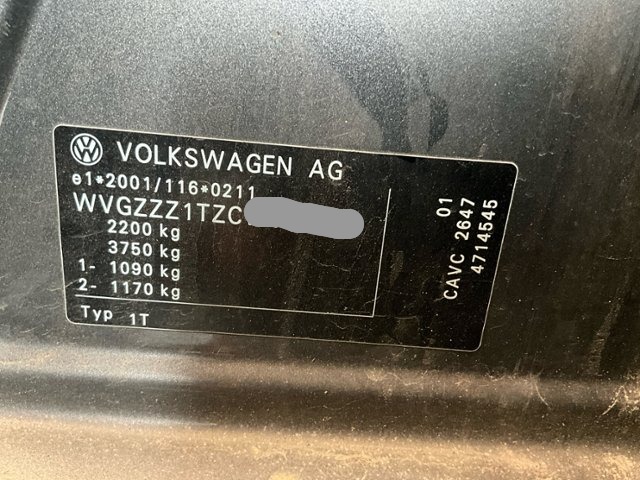 VOLKSWAGEN AG
e1*2001/116*0211
WVGZZZ1TZC
2200 kg
3750 kg
1- 1090 kg
2- 1170 kg
Typ 1T
01
CAVC 2647
4714545